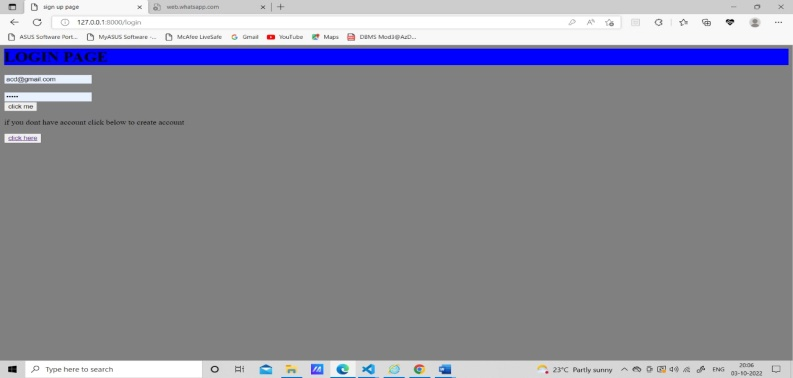 sign up page
web.whatsapp.com
127.0.0.1:8000/login
ASUS Software Port... MyASUS Software -... McAfee LiveSafe Gmail YouTube Maps DBMS Mod3@AzD...
LOGIN PAGE
acd@gmail.com
•••••
click me
if you dont have account click below to create account
click here
Type here to search
23°C Partly sunny
ENG
20:06
03-10-2022